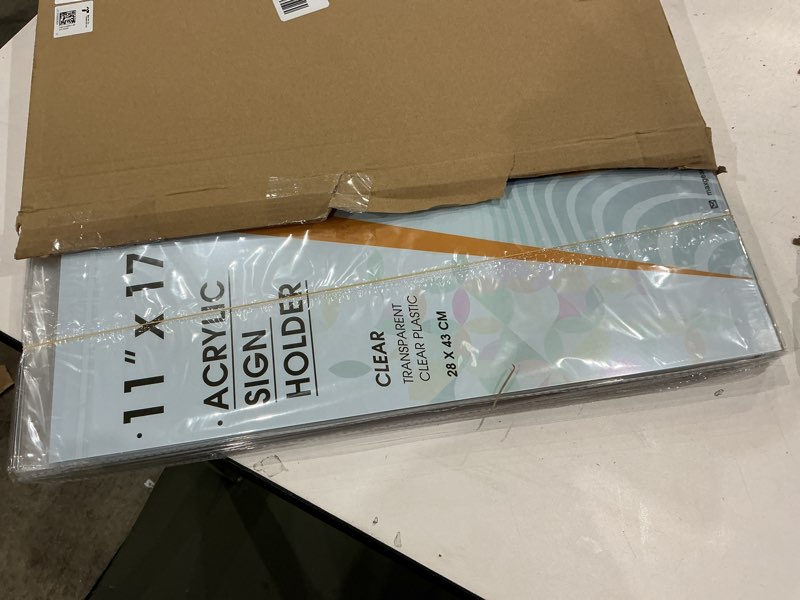 · 11" X 17
· ACRYLIC
SIGN
HOLDER
CLEAR
TRANSPARENT
CLEAR PLASTIC
28 X 43 CM